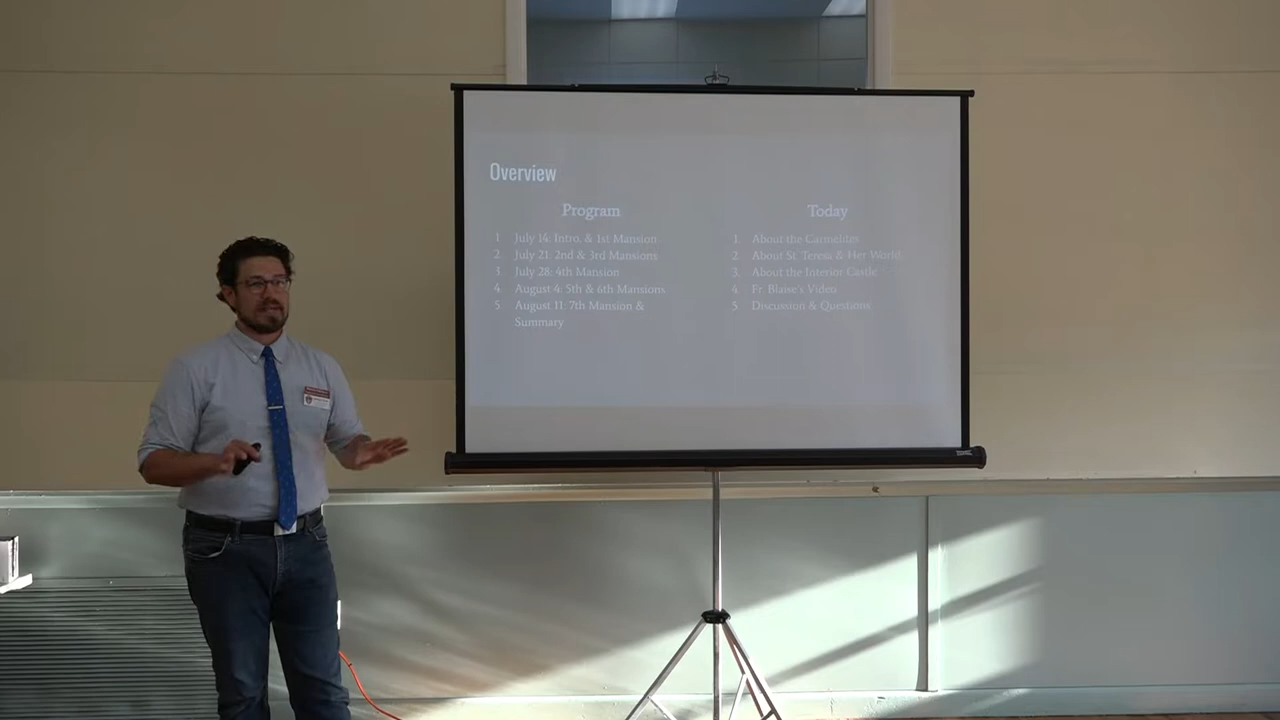 Overview
Program
1 July 14: Intro. & 1st Mansion
2 July 21: 2nd & 3rd Mansions
3 July 28: 4th Mansion
4 August 4: 5th & 6th Mansions
5 August 11: 7th Mansion &
Summary
Today
1. About the Carmelites
2. About St. Teresa & Her World
3. About the Interior Castle
4. Fr. Blaise's Video
5. Discussion & Questions